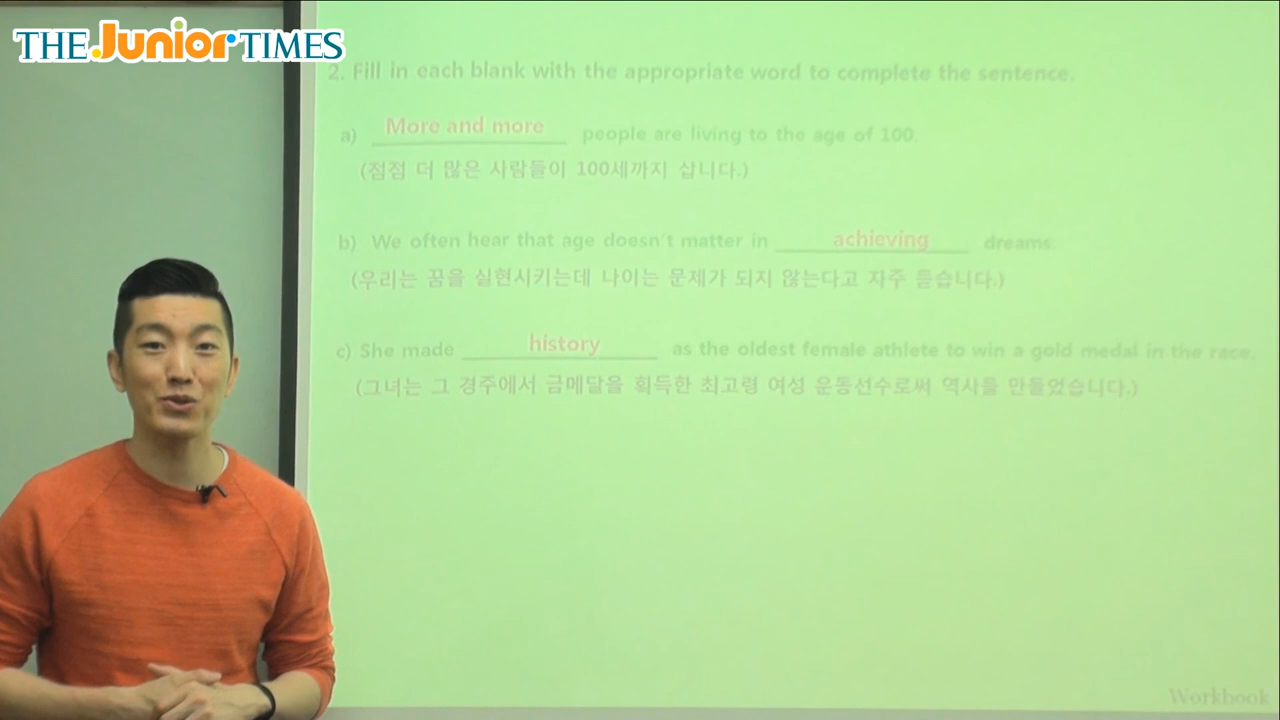 THE Junior TIMES
2. Fill in each blank with the appropriate word to complete the sentence.
a) More and more people are living to the age of 100.
(점점 더 많은 사람들이 100세까지 삽니다.)
b) We often hear that age doesn't matter in achieving dreams.
(우리는 꿈을 실현시키는데 나이는 문제가 되지 않는다고 자주 듣습니다.)
c) She made history as the oldest female athlete to win a gold medal in the race.
(그녀는 그 경주에서 금메달을 획득한 최고령 여성 운동선수로써 역사를 만들었습니다.)
Workbook